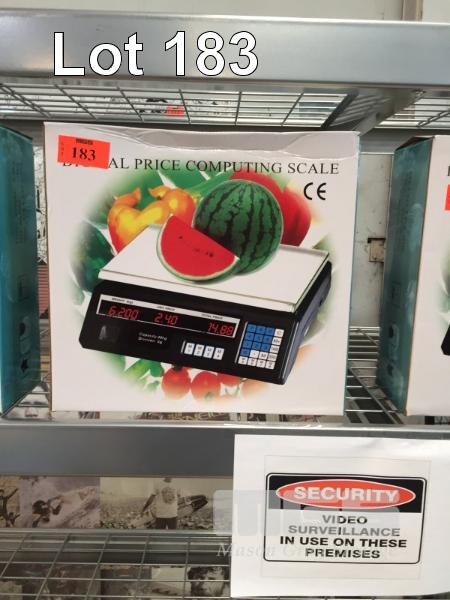 Lot 183
183
AL PRICE COMPUTING SCALE
CE
6.200 2.40 14.88
SECURITY
VIDEO
SURVEILLANCE
IN USE ON THESE
PREMISES